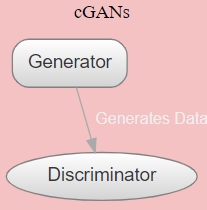 cGANs
Generator
Generates Data
Discriminator